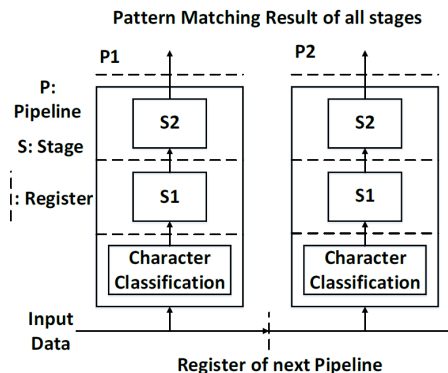 Pattern Matching Result of all stages
P1
P2
P:
Pipeline
S: Stage
: Register
S2
S2
S1
S1
Character
Classification
Character
Classification
Input
Data
Register of next Pipeline